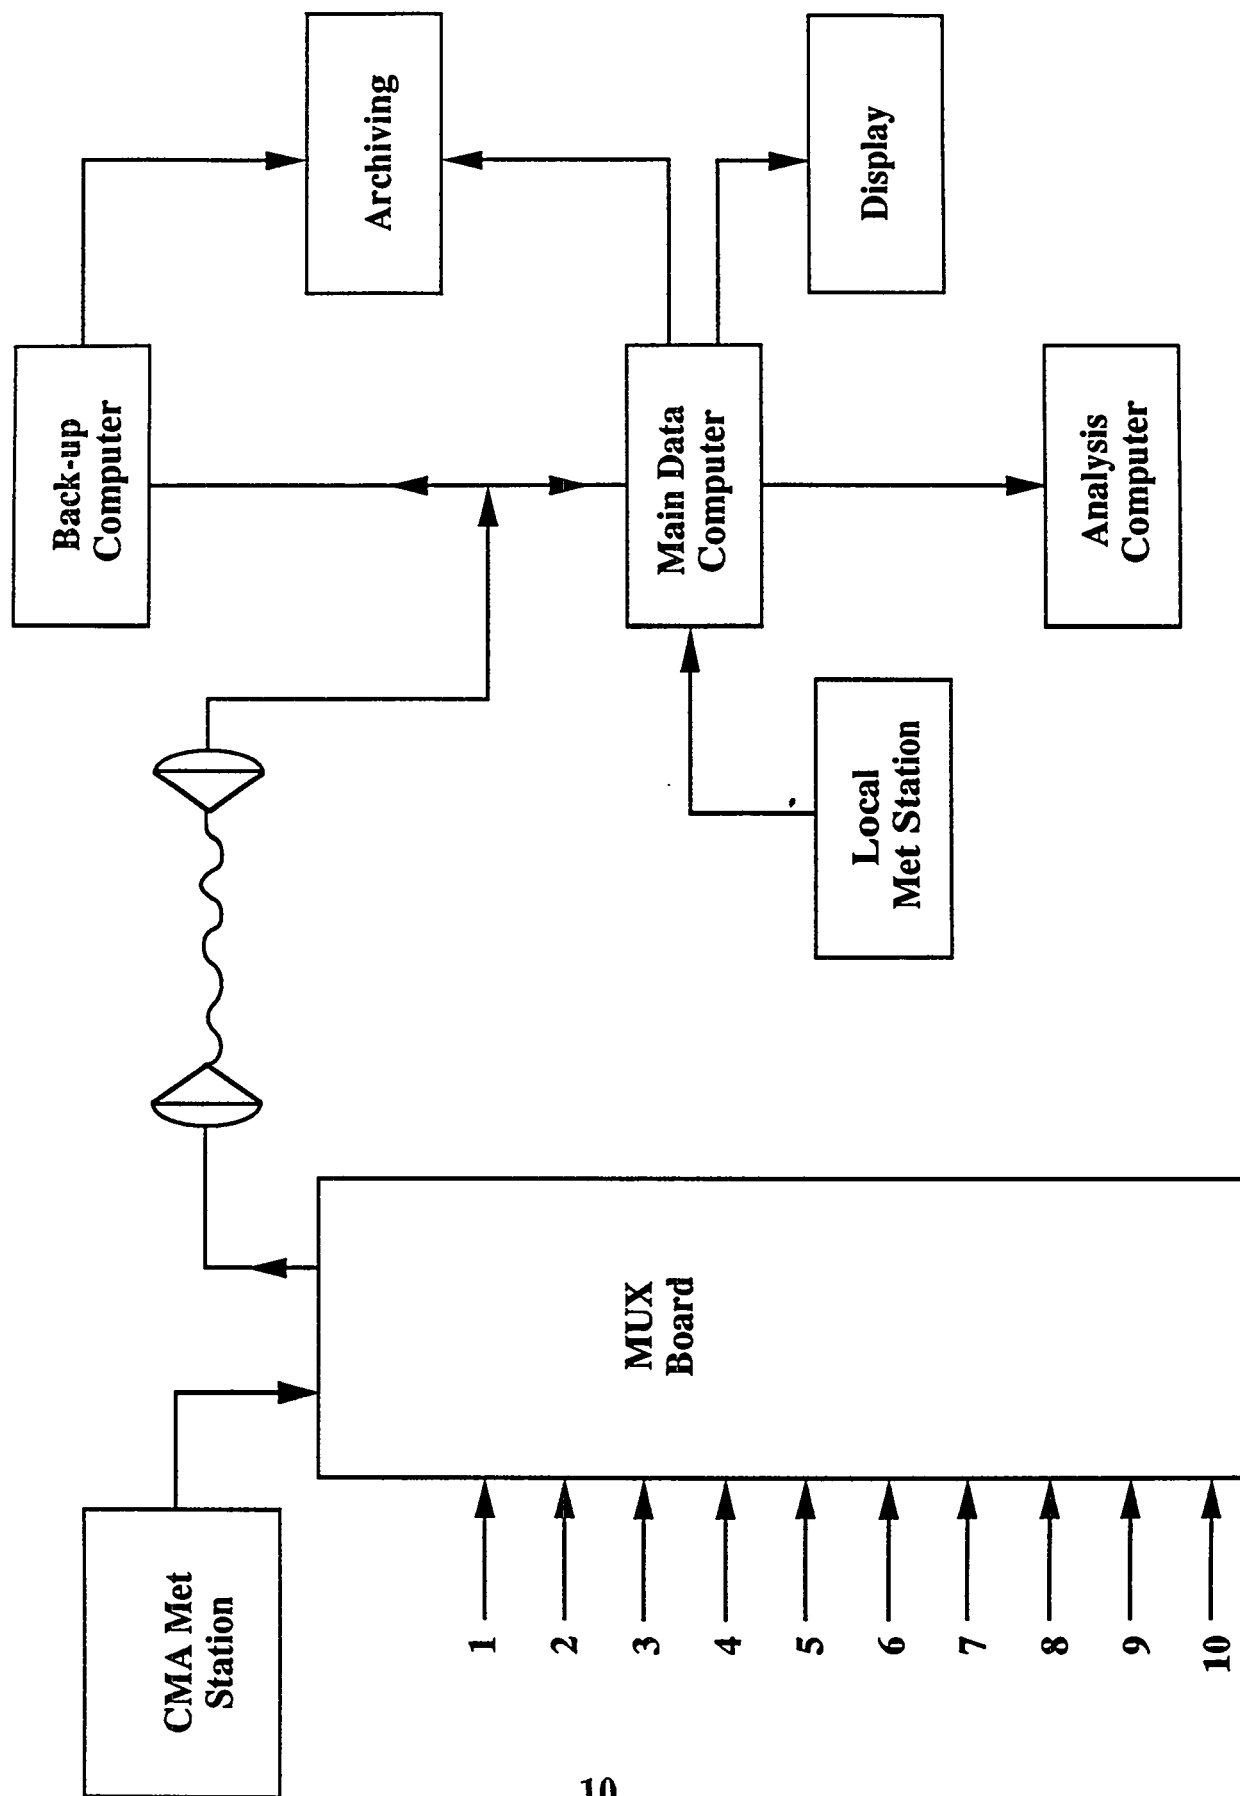 CMA Met
Station
1
2
3
4
5
6
7
8
9
10
MUX
Board
Local
Met Station
Back-up
Computer
Main Data
Computer
Analysis
Computer
Archiving
Display
10